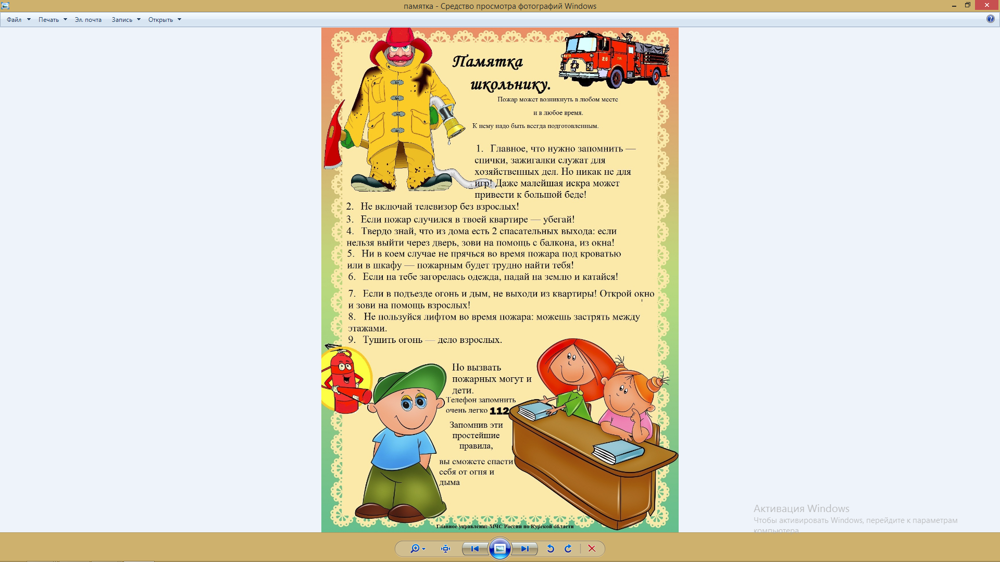 памятка - Средство просмотра фотографий Windows
Файл Печать Эл. почта Запись Открыть
Памятка
школьнику.
Пожар может возникнуть в любом месте
и в любое время.
К нему надо быть всегда подготовленным.
1. Главное, что нужно запомнить —
спички, зажигалки служат для
хозяйственных дел. Но никак не для
игр! Даже малейшая искра может
привести к большой беде!
2. Не включай телевизор без взрослых!
3. Если пожар случился в твоей квартире — убегай!
4. Твердо знай, что из дома есть 2 спасательных выхода: если
нельзя выйти через дверь, зови на помощь с балкона, из окна!
5. Ни в коем случае не прячься во время пожара под кроватью
или в шкафу — пожарным будет трудно найти тебя!
6. Если на тебе загорелась одежда, падай на землю и катайся!
7. Если в подъезде огонь и дым, не выходи из квартиры! Открой окно
и зови на помощь взрослых!
8. Не пользуйся лифтом во время пожара: можешь застрять между
этажами.
9. Тушить огонь — дело взрослых.
Но вызвать
пожарных могут и
дети.
Телефон запомнить
очень легко 112
Запомнив эти
простейшие
правила,
вы сможете спасти
себя от огня и
дыма
Главное управление МЧС России по Курской области
28
Активация Windows
Чтобы активировать Windows, перейдите к параметрам
компьютера